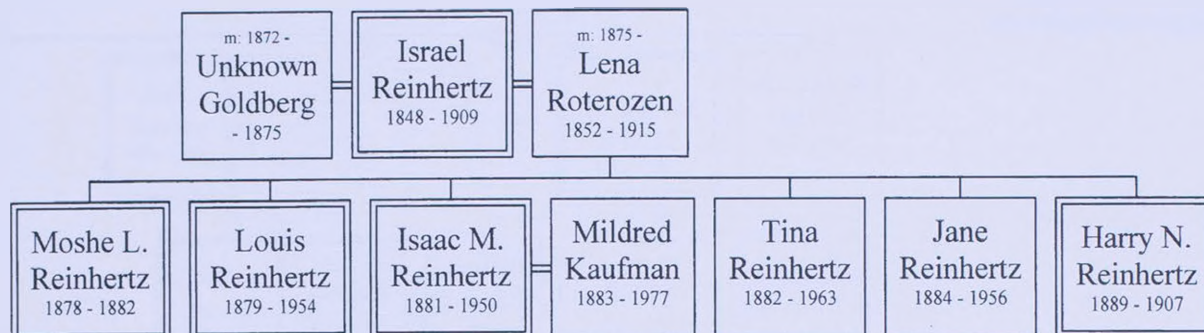 m: 1872 -
Unknown
Goldberg
- 1875
Israel
Reinhertz
1848 - 1909
m: 1875 -
Lena
Roterozen
1852 - 1915
Moshe L.
Reinhertz
1878 - 1882
Louis
Reinhertz
1879 - 1954
Isaac M.
Reinhertz
1881 - 1950
Mildred
Kaufman
1883 - 1977
Tina
Reinhertz
1882 - 1963
Jane
Reinhertz
1884 - 1956
Harry N.
Reinhertz
1889 - 1907